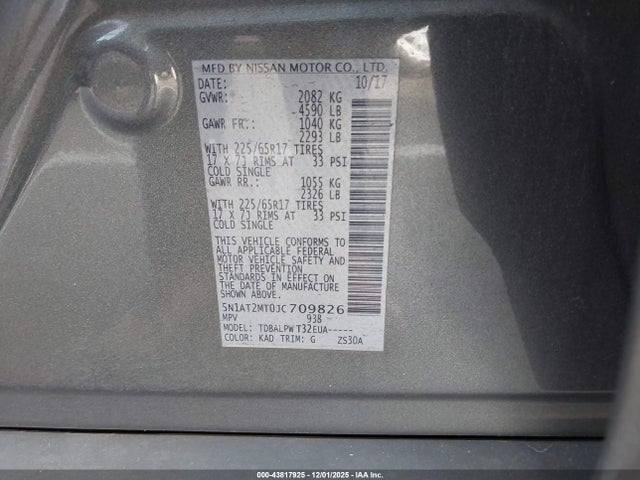 MFD BY NISSAN MOTOR CO., LTD.
DATE: 10/17
GVWR: 2082 KG
4590 LB
GAWR FR.: 1040 KG
2293 LB
WITH 225/65R17 TIRES
17 X 7J RIMS AT 33 PSI
COLD SINGLE
GAWR RR.: 1055 KG
2326 LB
WITH 225/65R17 TIRES
17 X 7J RIMS AT 33 PSI
COLD SINGLE
THIS VEHICLE CONFORMS TO
ALL APPLICABLE FEDERAL
MOTOR VEHICLE SAFETY AND
THEFT PREVENTION
STANDARDS IN EFFECT ON
THE DATE OF MANUFACTURE
SHOWN ABOVE.
5N1AT2MT0JC709826
MPV 938
MODEL: TDBALPW T32EUA-----
COLOR: KAD TRIM: G ZS30A
000-43817925 - 12/01/2025 - IAA Inc.